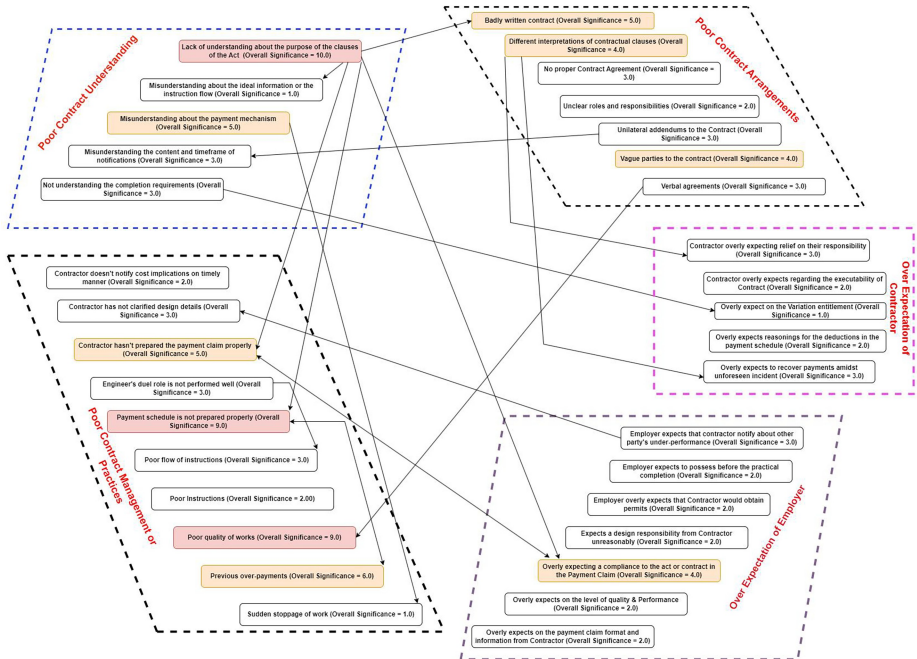 Poor Contract Understanding
Lack of understanding about the purpose of the clauses
of the Act  (Overall Significance = 10.0)
Misunderstanding about the ideal information or the
instruction flow (Overall Significance = 1.0)
Misunderstanding about the payment mechanism
(Overall Significance = 5.0)
Misunderstanding the content and timeframe of
notifications (Overall Significance = 3.0)
Not understanding the completion requirements (Overall
Significance = 3.0)
Poor Contract Arrangements
Badly written contract (Overall Significance = 5.0)
Different interpretations of contractual clauses (Overall
Significance = 4.0)
No proper Contract Agreement (Overall Significance =
3.0)
Unclear roles and responsibilities (Overall Significance = 2.0)
Unilateral addendums to the Contract (Overall
Significance = 3.0)
Vague parties to the contract (Overall Significance = 4.0)
Verbal agreements (Overall Significance = 3.0)
Over Expectation of
Contractor
Contractor overly expecting relief on their responsibility
(Overall Significance = 3.0)
Contractor overly expects regarding the executability of
Contract (Overall Significance = 2.0)
Overly expect on the Variation entitlement (Overall Significance
= 1.0)
Overly expects reasonings for the deductions in the
payment schedule (Overall Significance = 2.0)
Overly expects to recover payments amidst
unforeseen incident (Overall Significance = 3.0)
Poor Contract Management or
Practices
Contractor doesn't notify cost implications on timely
manner (Overall Significance = 2.0)
Contractor has not clarified design details (Overall
Significance = 3.0)
Contractor hasn't prepared the payment claim properly
(Overall Significance = 5.0)
Engineer's duel role is not performed well (Overall
Significance = 3.0)
Payment schedule is not prepared properly (Overall
Significance = 9.0)
Poor flow of instructions (Overall Significance = 3.0)
Poor Instructions (Overall Significance = 2.00)
Poor quality of works (Overall Significance = 9.0)
Previous over-payments (Overall Significance = 6.0)
Sudden stoppage of work (Overall Significance = 1.0)
Over Expectation of Employer
Employer expects that contractor notify about other
party's under-performance (Overall Significance = 3.0)
Employer expects to possess before the practical
completion (Overall Significance = 2.0)
Employer overly expects that Contractor would obtain
permits (Overall Significance = 2.0)
Expects a design responsibility from Contractor
unreasonably (Overall Significance = 2.0)
Overly expecting a compliance to the act or contract in
the Payment Claim (Overall Significance = 4.0)
Overly expects on the level of quality & Performance
(Overall Significance = 2.0)
Overly expects on the payment claim format and
information from Contractor (Overall Significance = 2.0)